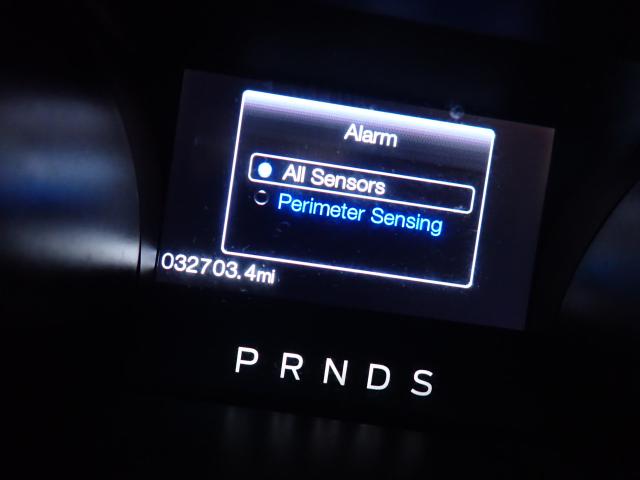 Alarm
All Sensors
Perimeter Sensing
032703.4mi
P R N D S